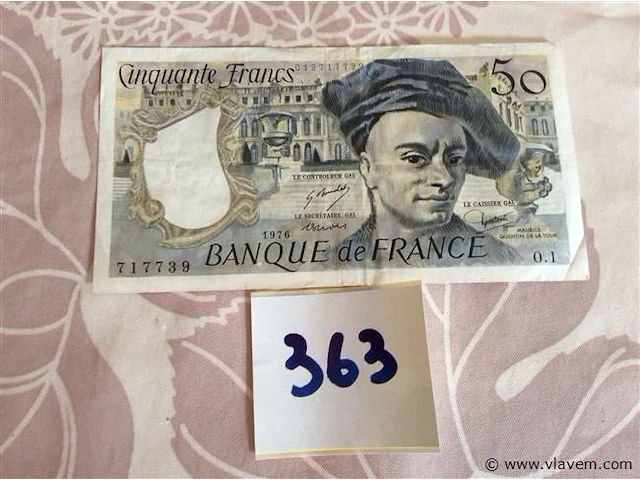 Cinquante Francs
50
LE CONTROLEUR GAL
LE SECRÉTAIRE GAL
LE CAISSIER GAL
MAURICE
QUENTIN DE LA TOUR
1976
BANQUE de FRANCE
717739
O.1
363
© www.vlavem.com